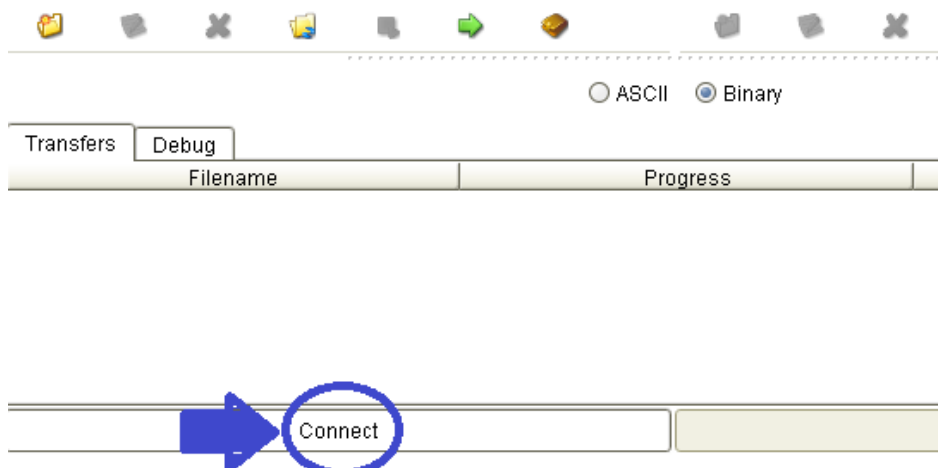 ASCII Binary
Transfers Debug
Filename Progress
Connect